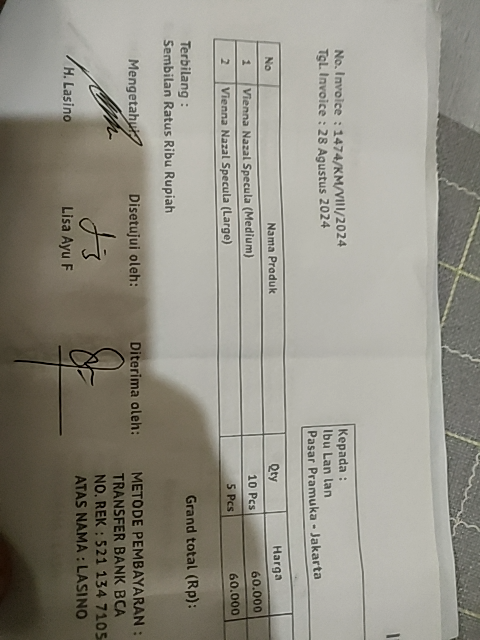 No. Invoice : 1474/KM/VIII/2024
Tgl. Invoice : 28 Agustus 2024
Kepada :
Ibu Lan lan
Pasar Pramuka - Jakarta
No Nama Produk Qty Harga
1 Vienna Nazal Specula (Medium) 10 Pcs 60.000
2 Vienna Nazal Specula (Large) 5 Pcs 60.000
Grand total (Rp):
Terbilang :
Sembilan Ratus Ribu Rupiah
Mengetahui Disetujui oleh: Diterima oleh:
H. Lasino Lisa Ayu F
METODE PEMBAYARAN :
TRANSFER BANK BCA
NO. REK : 521 134 7105
ATAS NAMA : LASINO